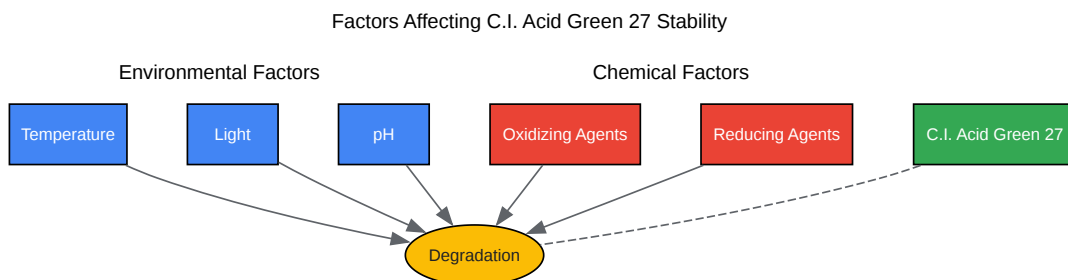 Factors Affecting C.I. Acid Green 27 Stability
Environmental Factors
Chemical Factors
Temperature
Light
pH
Oxidizing Agents
Reducing Agents
C.I. Acid Green 27
Degradation